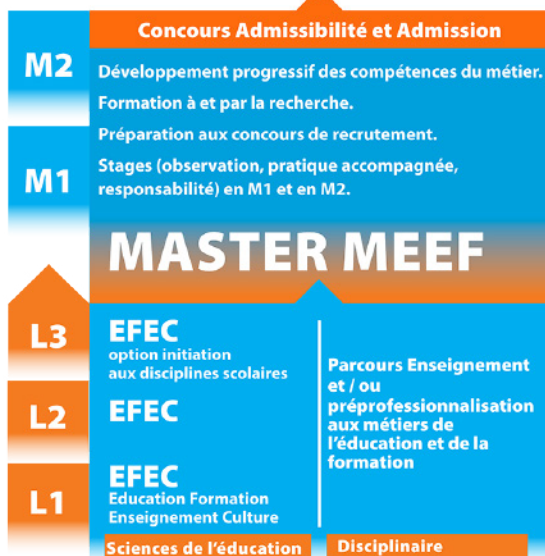 Concours Admissibilité et Admission
M2
Développement progressif des compétences du métier.
Formation à et par la recherche.
Préparation aux concours de recrutement.
M1
Stages (observation, pratique accompagnée,
responsabilité) en M1 et en M2.
MASTER MEEF
L3
EFEC
option initiation
aux disciplines scolaires
L2
EFEC
L1
EFEC
Education Formation
Enseignement Culture
Parcours Enseignement
et / ou
préprofessionnalisation
aux métiers de
l'éducation et de la
formation
Sciences de l'éducation
Disciplinaire